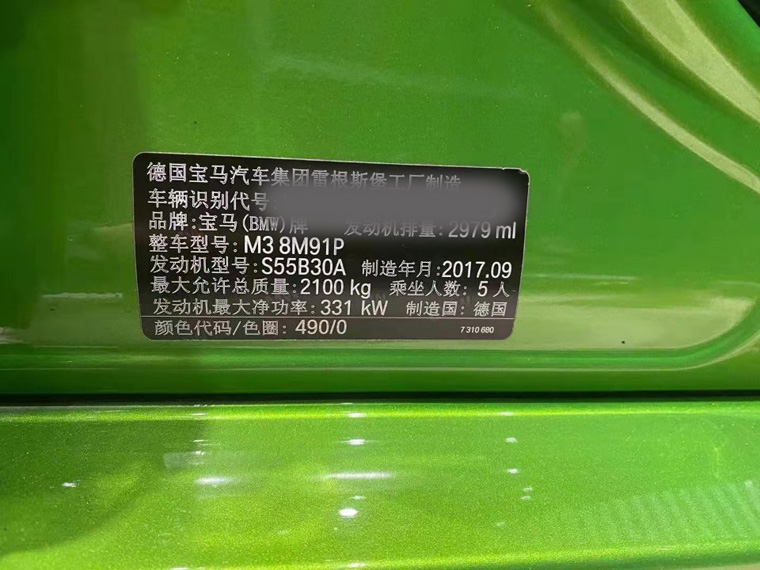 德国宝马汽车集团雷根斯堡工厂制造
车辆识别代号:
品牌:宝马(BMW)牌 发动机排量: 2979 ml
整车型号: M3 8M91P
发动机型号: S55B30A 制造年月: 2017.09
最大允许总质量: 2100 kg 乘坐人数: 5 人
发动机最大净功率: 331 kW 制造国: 德国
颜色代码/色圈: 490/0 7 310 680